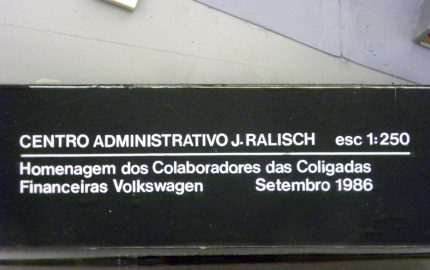 CENTRO ADMINISTRATIVO J.RALISCH esc 1:250
Homenagem dos Colaboradores das Coligadas
Financeiras Volkswagen Setembro 1986